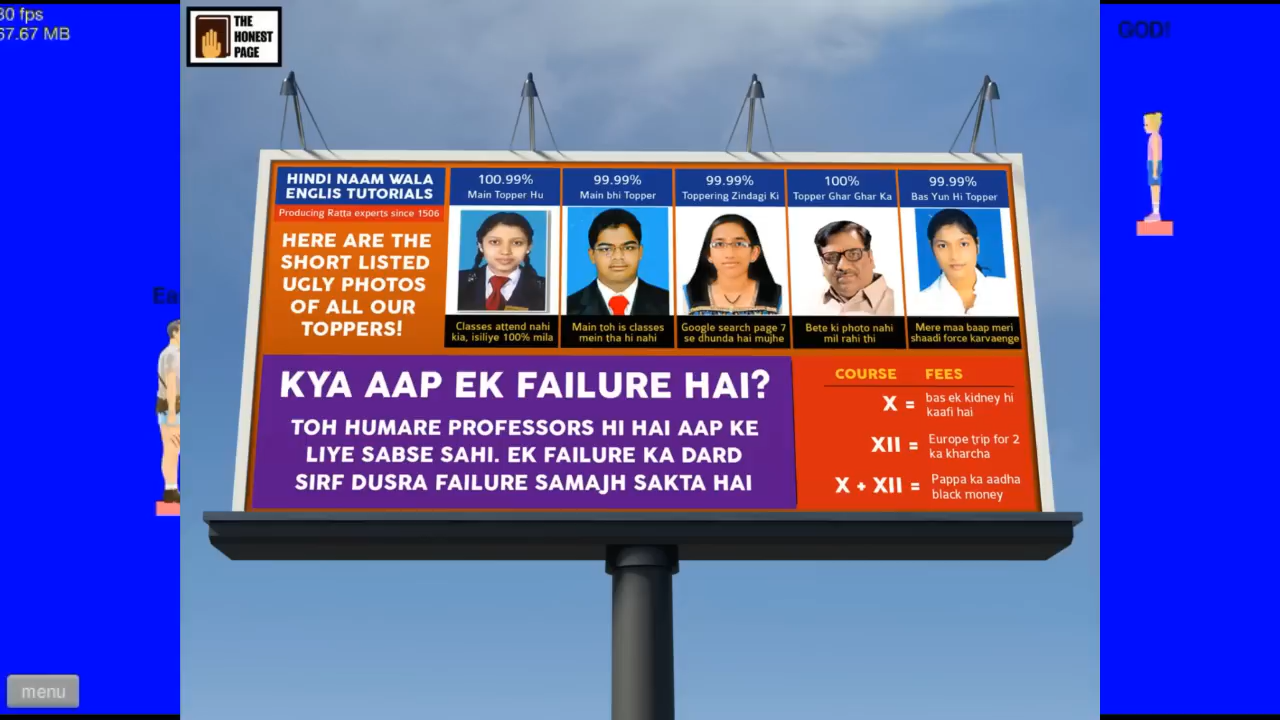 30 fps
67.67 MB
THE
HONEST
PAGE
GOD!
HINDI NAAM WALA
ENGLIS TUTORIALS
Producing Ratta experts since 1506
HERE ARE THE
SHORT LISTED
UGLY PHOTOS
OF ALL OUR
TOPPERS!
100.99%
Main Topper Hu
Classes attend nahi
kia, isiliye 100% mila
99.99%
Main bhi Topper
Main toh is classes
mein tha hi nahi
99.99%
Toppering Zindagi Ki
Google search page 7
se dhunda hai mujhe
100%
Topper Ghar Ghar Ka
Bete ki photo nahi
mil rahi thi
99.99%
Bas Yun Hi Topper
Mere maa baap meri
shaadi force karvaenge
KYA AAP EK FAILURE HAI?
TOH HUMARE PROFESSORS HI HAI AAP KE
LIYE SABSE SAHI. EK FAILURE KA DARD
SIRF DUSRA FAILURE SAMAJH SAKTA HAI
COURSE FEES
X = bas ek kidney hi
kaafi hai
XII = Europe trip for 2
ka kharcha
X + XII = Pappa ka aadha
black money
menu